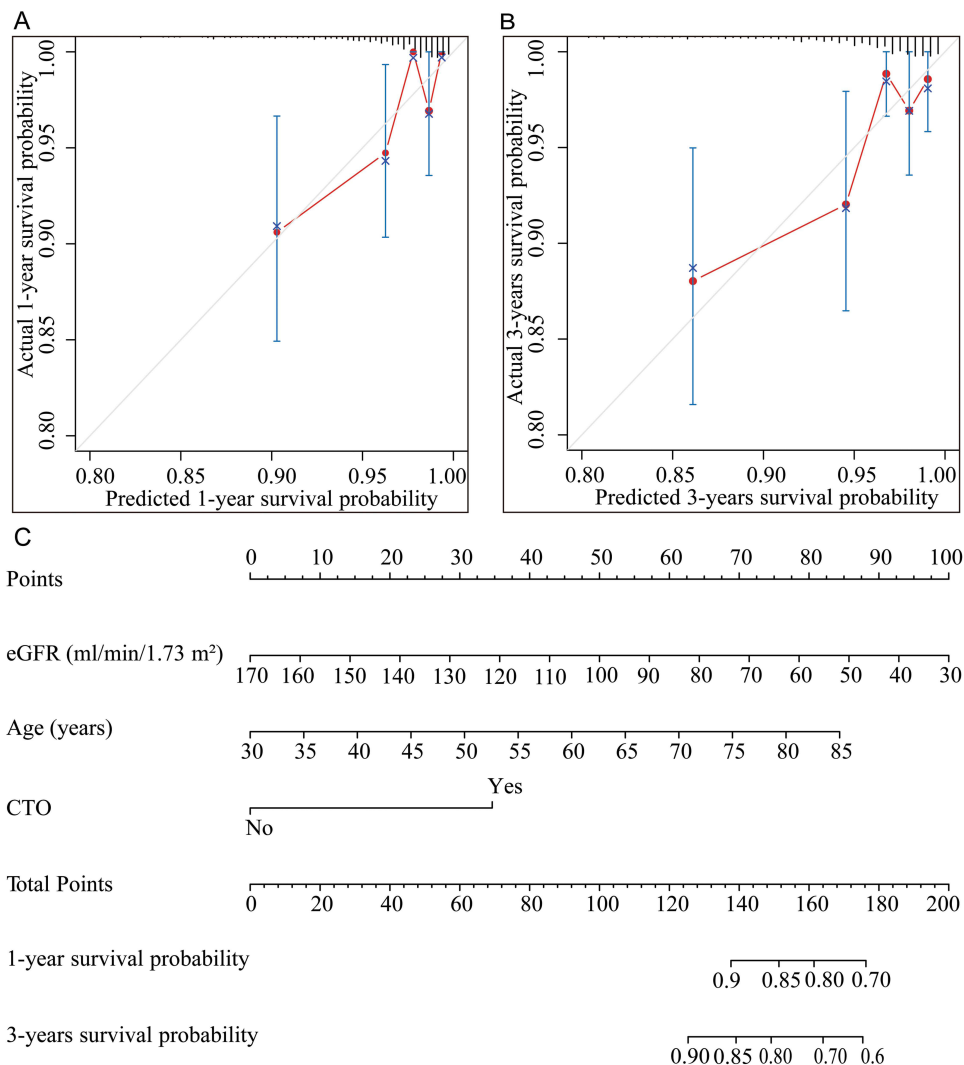 A
Actual 1-year survival probability
1.00
0.95
0.90
0.85
0.80
0.80 0.85 0.90 0.95 1.00
Predicted 1-year survival probability
B
Actual 3-years survival probability
1.00
0.95
0.90
0.85
0.80
0.80 0.85 0.90 0.95 1.00
Predicted 3-years survival probability
C
Points
0 10 20 30 40 50 60 70 80 90 100
eGFR (ml/min/1.73 m²)
170 160 150 140 130 120 110 100 90 80 70 60 50 40 30
Age (years)
30 35 40 45 50 55 60 65 70 75 80 85
Yes
CTO
No
Total Points
0 20 40 60 80 100 120 140 160 180 200
1-year survival probability
0.9 0.85 0.80 0.70
3-years survival probability
0.90 0.85 0.80 0.70 0.6